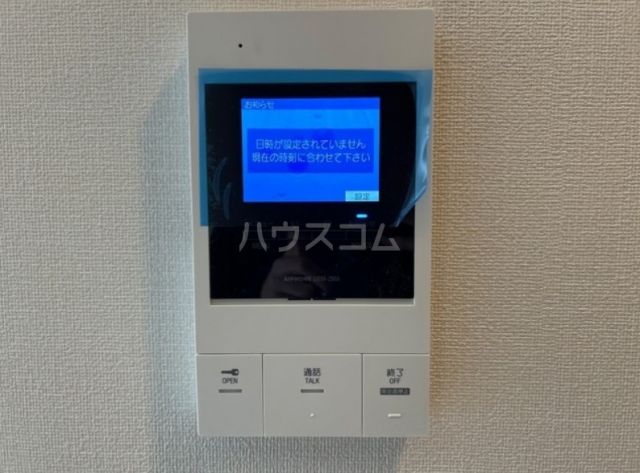 お知らせ
日時が設定されていません
現在の時刻に合わせて下さい
設定
ハウスコム
OPEN
通話
TALK
終了
OFF